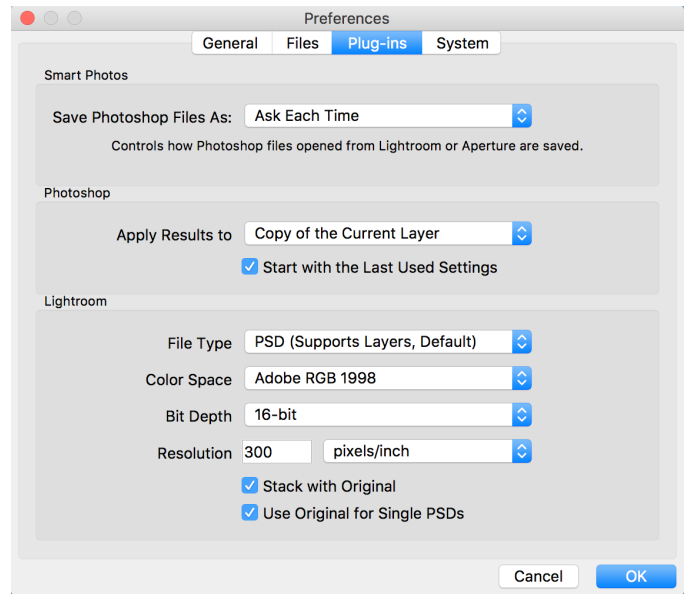 Preferences
General Files Plug-ins System
Smart Photos
Save Photoshop Files As: Ask Each Time
Controls how Photoshop files opened from Lightroom or Aperture are saved.
Photoshop
Apply Results to Copy of the Current Layer
Start with the Last Used Settings
Lightroom
File Type PSD (Supports Layers, Default)
Color Space Adobe RGB 1998
Bit Depth 16-bit
Resolution 300 pixels/inch
Stack with Original
Use Original for Single PSDs
Cancel OK